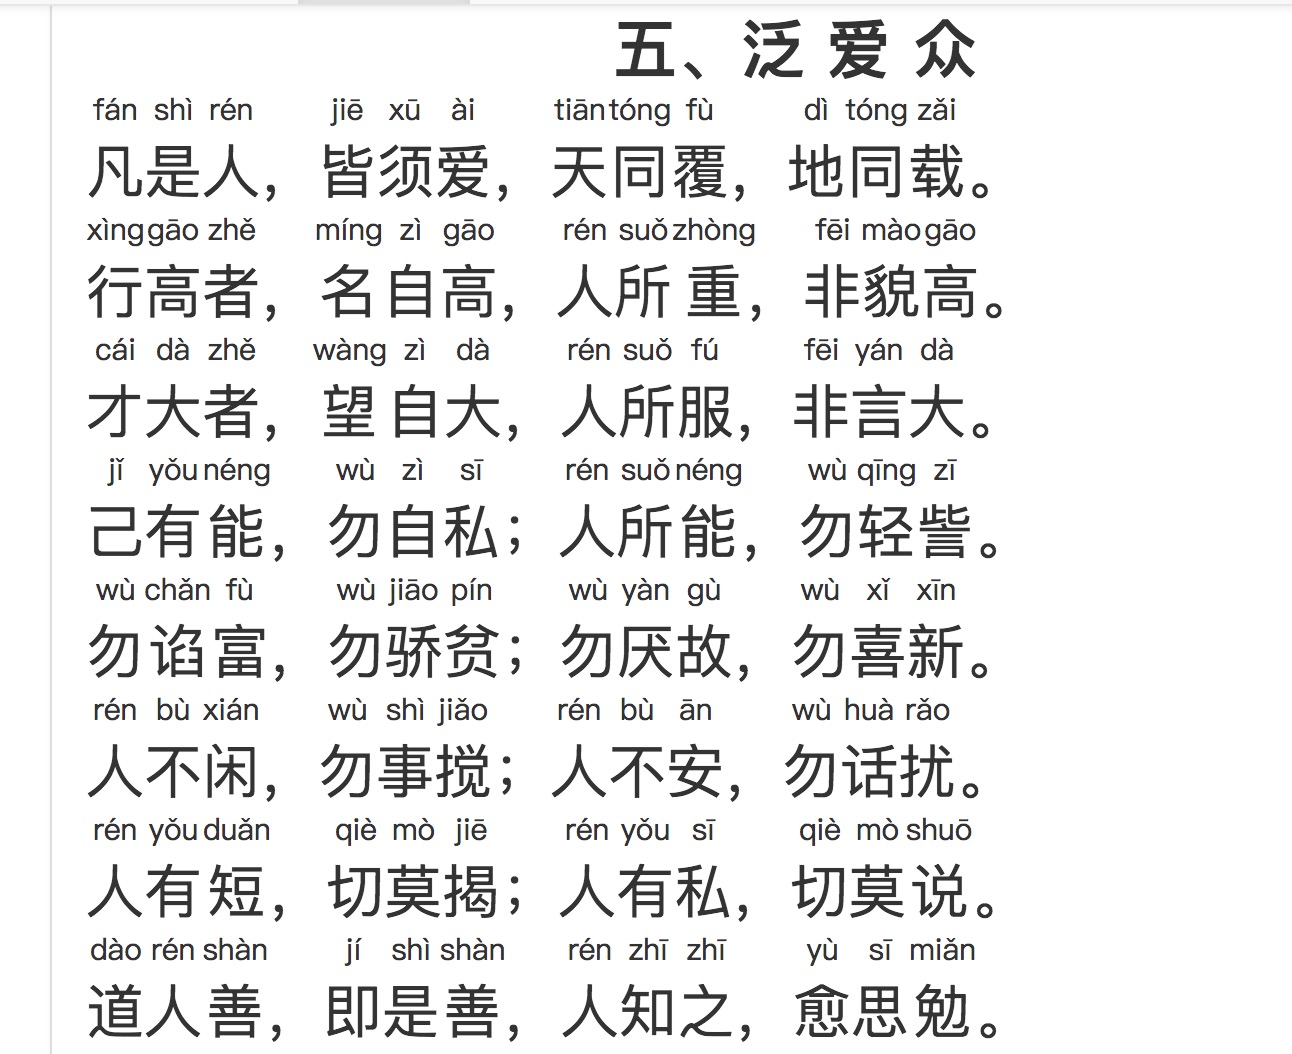 五、泛 爱 众
fán shì rén jiē xū ài tiān tóng fù dì tóng zǎi
凡是人，皆须爱，天同覆，地同载。
xìng gāo zhě míng zì gāo rén suǒ zhòng fēi mào gāo
行高者，名自高，人所重，非貌高。
cái dà zhě wàng zì dà rén suǒ fú fēi yán dà
才大者，望自大，人所服，非言大。
jǐ yǒu néng wù zì sī rén suǒ néng wù qīng zī
己有能，勿自私；人所能，勿轻訾。
wù chǎn fù wù jiāo pín wù yàn gù wù xǐ xīn
勿谄富，勿骄贫；勿厌故，勿喜新。
rén bù xián wù shì jiǎo rén bù ān wù huà rǎo
人不闲，勿事搅；人不安，勿话扰。
rén yǒu duǎn qiè mò jiē rén yǒu sī qiè mò shuō
人有短，切莫揭；人有私，切莫说。
dào rén shàn jí shì shàn rén zhī zhī yù sī miǎn
道人善，即是善，人知之，愈思勉。